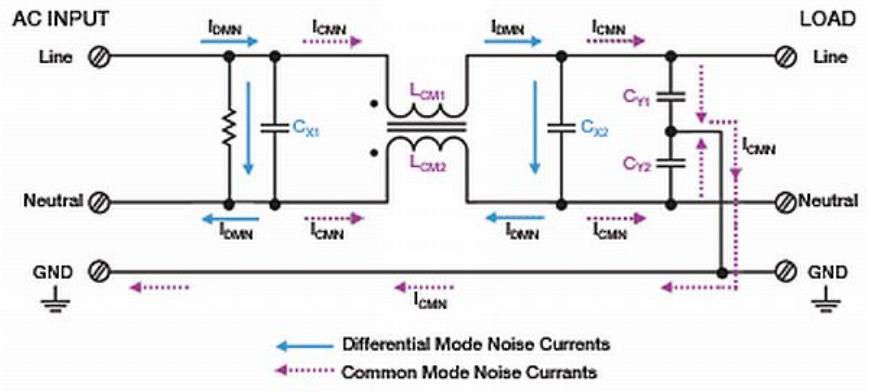 AC INPUT
LOAD
IDMN
ICMN
IDMN
ICMN
Line
Line
LCM1
CX1
CX2
CY1
ICMN
LCM2
CY2
Neutral
Neutral
IDMN
ICMN
IDMN
ICMN
GND
GND
ICMN
Differential Mode Noise Currents
Common Mode Noise Currants